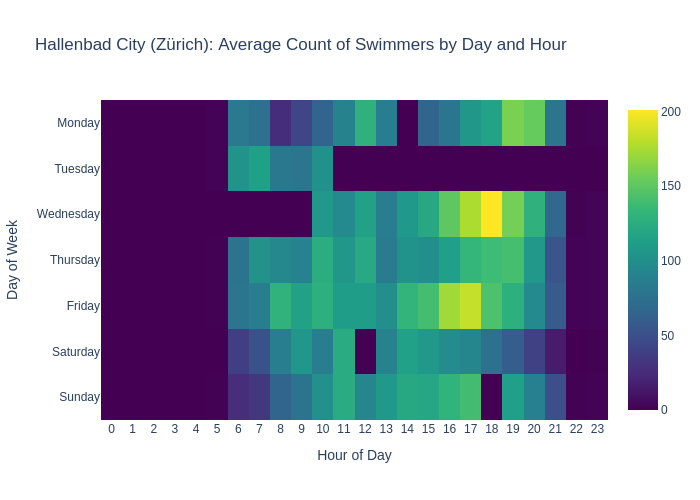 Hallenbad City (Zürich): Average Count of Swimmers by Day and Hour
Day of Week
Monday
Tuesday
Wednesday
Thursday
Friday
Saturday
Sunday
0 1 2 3 4 5 6 7 8 9 10 11 12 13 14 15 16 17 18 19 20 21 22 23
Hour of Day
200
150
100
50
0